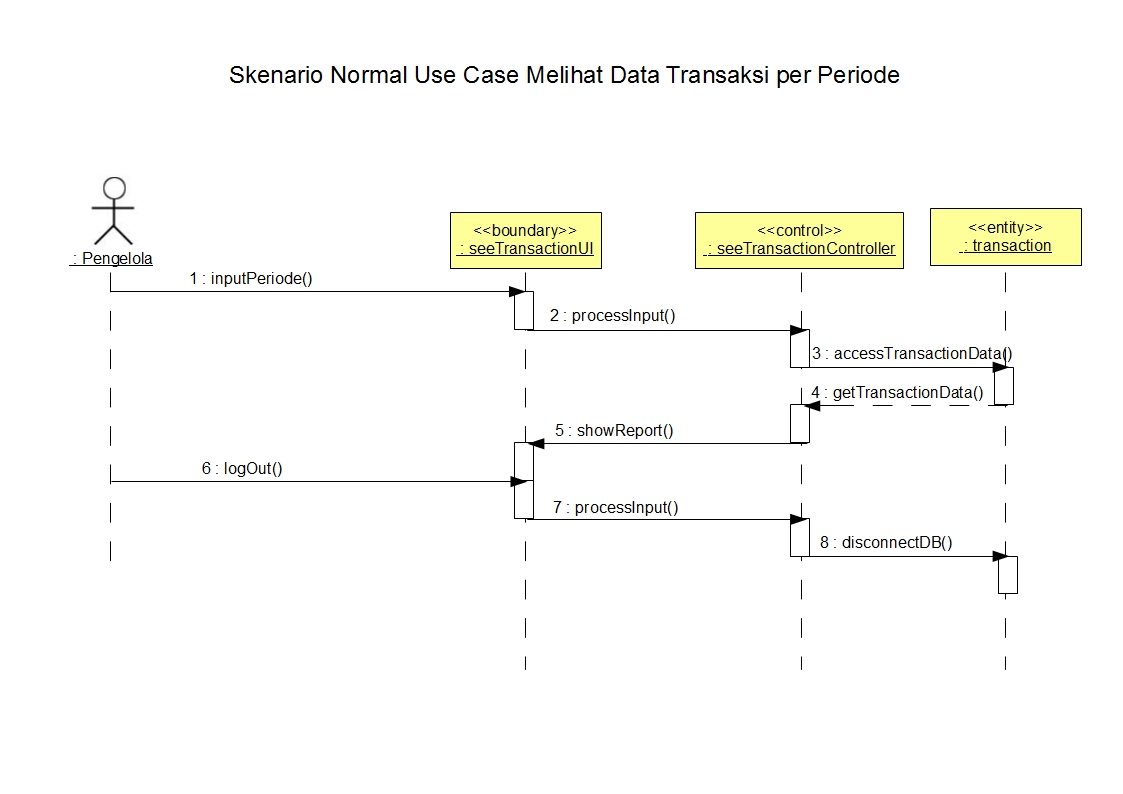 Skenario Normal Use Case Melihat Data Transaksi per Periode
: Pengelola
<<boundary>>
: seeTransactionUI
<<control>>
: seeTransactionController
<<entity>>
: transaction
1 : inputPeriode()
2 : processInput()
3 : accessTransactionData()
4 : getTransactionData()
5 : showReport()
6 : logOut()
7 : processInput()
8 : disconnectDB()